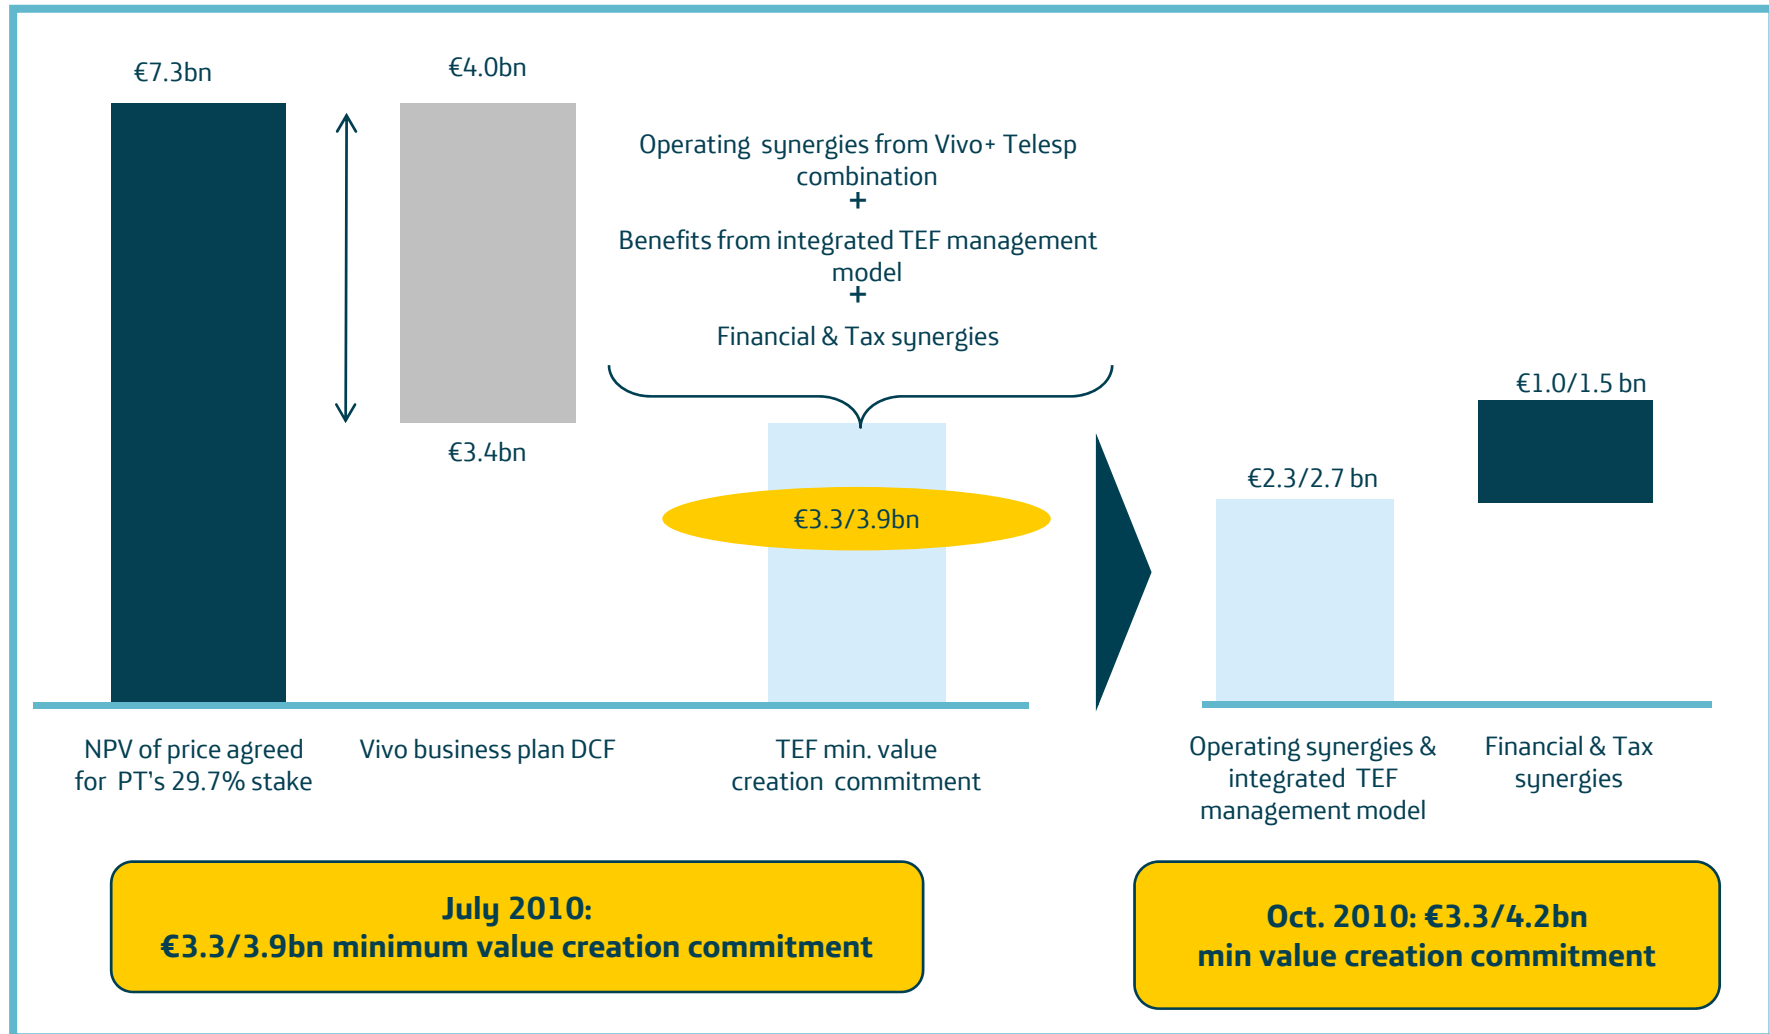 €7.3bn
€4.0bn
Operating synergies from Vivo+ Telesp
combination
+
Benefits from integrated TEF management
model
+
Financial & Tax synergies
€3.4bn
€3.3/3.9bn
€2.3/2.7 bn
€1.0/1.5 bn
NPV of price agreed
for PT's 29.7% stake
Vivo business plan DCF
TEF min. value
creation commitment
Operating synergies &
integrated TEF
management model
Financial & Tax
synergies
July 2010:
€3.3/3.9bn minimum value creation commitment
Oct. 2010: €3.3/4.2bn
min value creation commitment